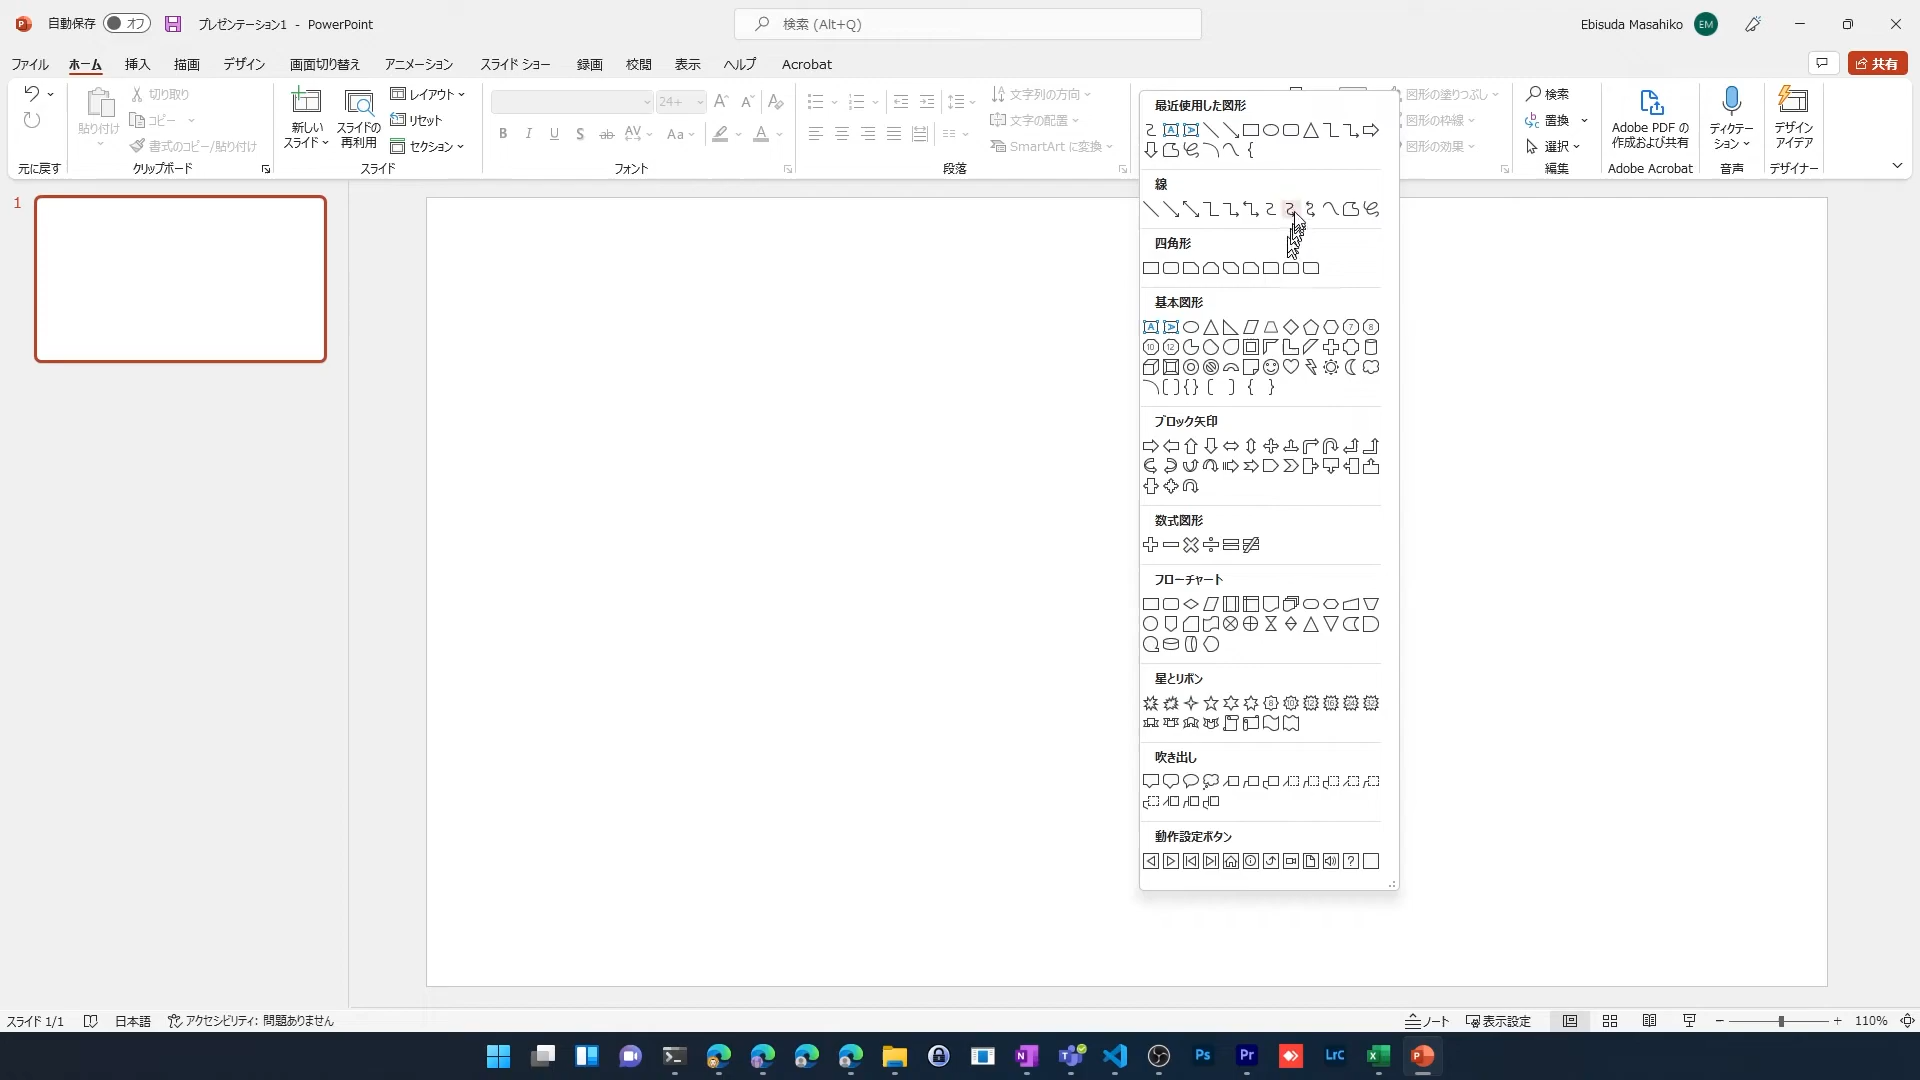 自動保存 オフ プレゼンテーション1 - PowerPoint 検索 (Alt+Q) Ebisuda Masahiko EM
ファイル ホーム 挿入 描画 デザイン 画面切り替え アニメーション スライド ショー 録画 校閲 表示 ヘルプ Acrobat 共有
元に戻す
貼り付け
切り取り
コピー
書式のコピー/貼り付け
クリップボード
新しい
スライド
スライドの
再利用
レイアウト
リセット
セクション
スライド
24+
B I U S ab AV Aa A
フォント
文字列の方向
文字の配置
SmartArt に変換
段落
図形の塗りつぶし
図形の枠線
図形の効果
検索
置換
選択
編集
Adobe PDF の
作成および共有
Adobe Acrobat
ディクテー
ション
音声
デザイン
アイデア
デザイナー
1
最近使用した図形
線
四角形
基本図形
ブロック矢印
数式図形
フローチャート
星とリボン
吹き出し
動作設定ボタン
スライド 1/1 日本語 アクセシビリティ: 問題ありません ノート 表示設定 110%
Ps Pr LrC